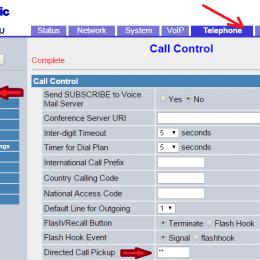 ic
U
Status Network System VoIP Telephone
Call Control
Complete
ngs
Call Control
Send SUBSCRIBE to Voice Mail Server Yes No
Conference Server URI
Inter-digit Timeout 5 seconds
Timer for Dial Plan 5 seconds
International Call Prefix
Country Calling Code
National Access Code
Default Line for Outgoing 1
Flash/Recall Button Terminate Flash Hook
Flash Hook Event Signal flashhook
Directed Call Pickup **